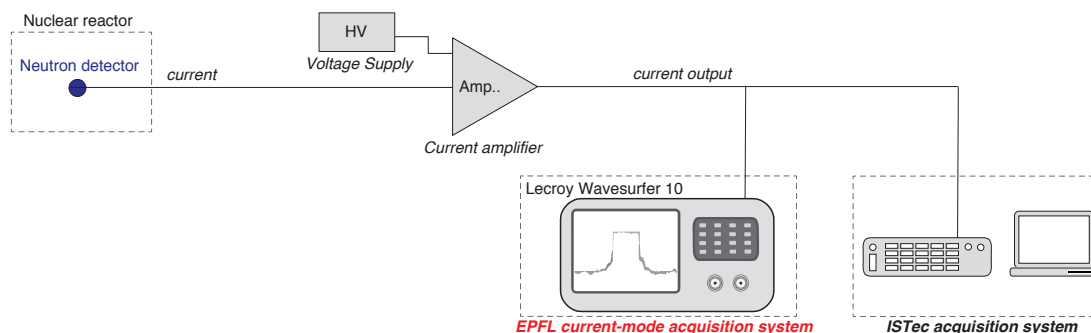 Nuclear reactor
Neutron detector
current
HV
Voltage Supply
Amp..
Current amplifier
current output
Lecroy Wavesurfer 10
EPFL current-mode acquisition system
ISTec acquisition system